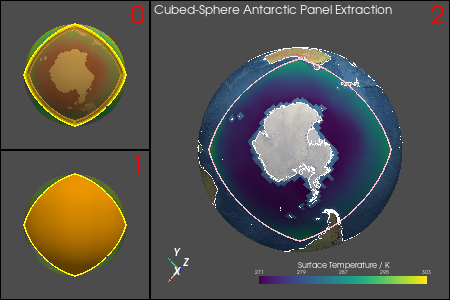 0
1
Cubed-Sphere Antarctic Panel Extraction
2
Y
Z
X
Surface Temperature / K
271 279 287 295 303